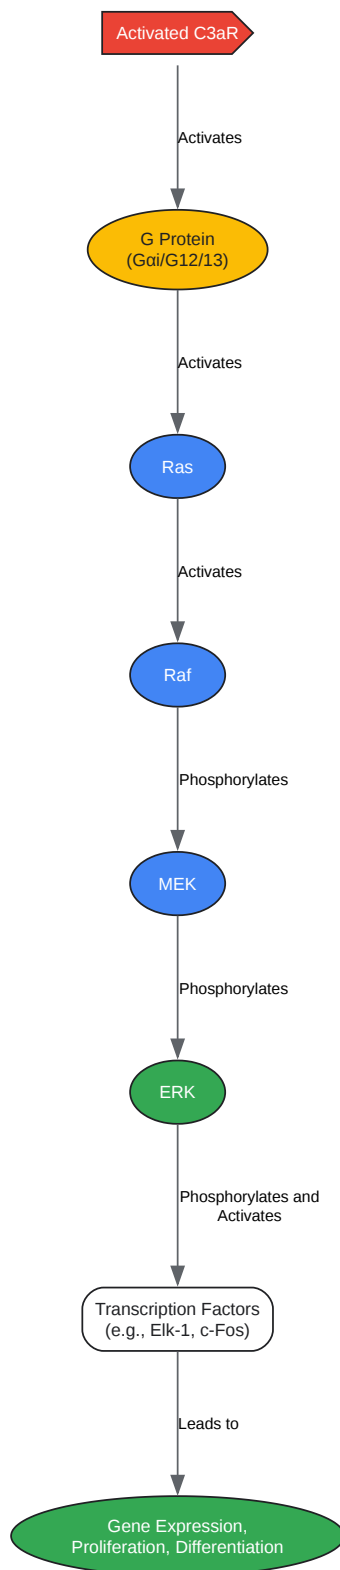 Activated C3aR
Activates
G Protein
(Gαi/G12/13)
Activates
Ras
Activates
Raf
Phosphorylates
MEK
Phosphorylates
ERK
Phosphorylates and
Activates
Transcription Factors
(e.g., Elk-1, c-Fos)
Leads to
Gene Expression,
Proliferation, Differentiation